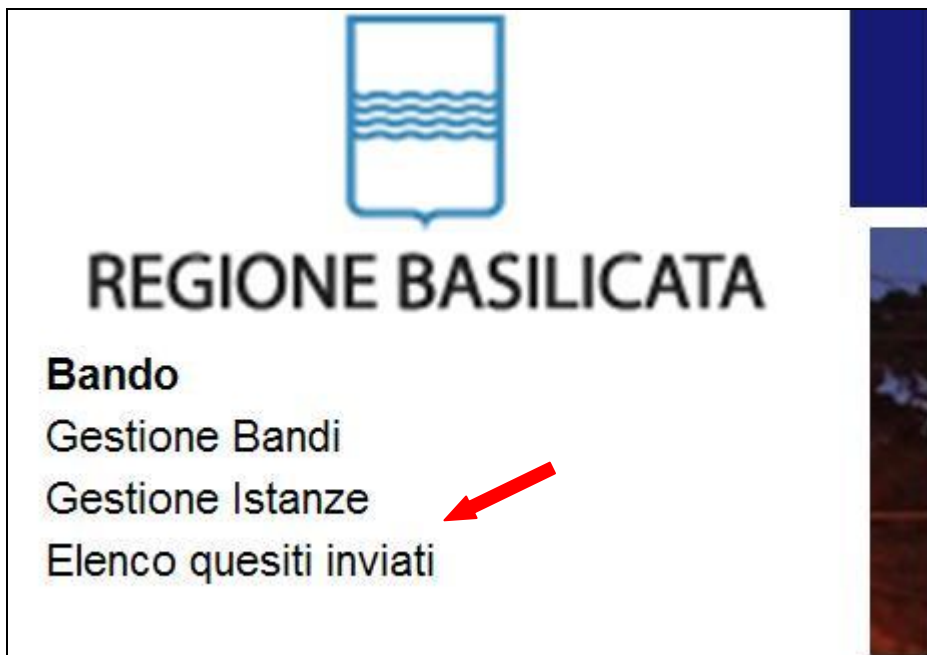 REGIONE BASILICATA
Bando
Gestione Bandi
Gestione Istanze
Elenco quesiti inviati